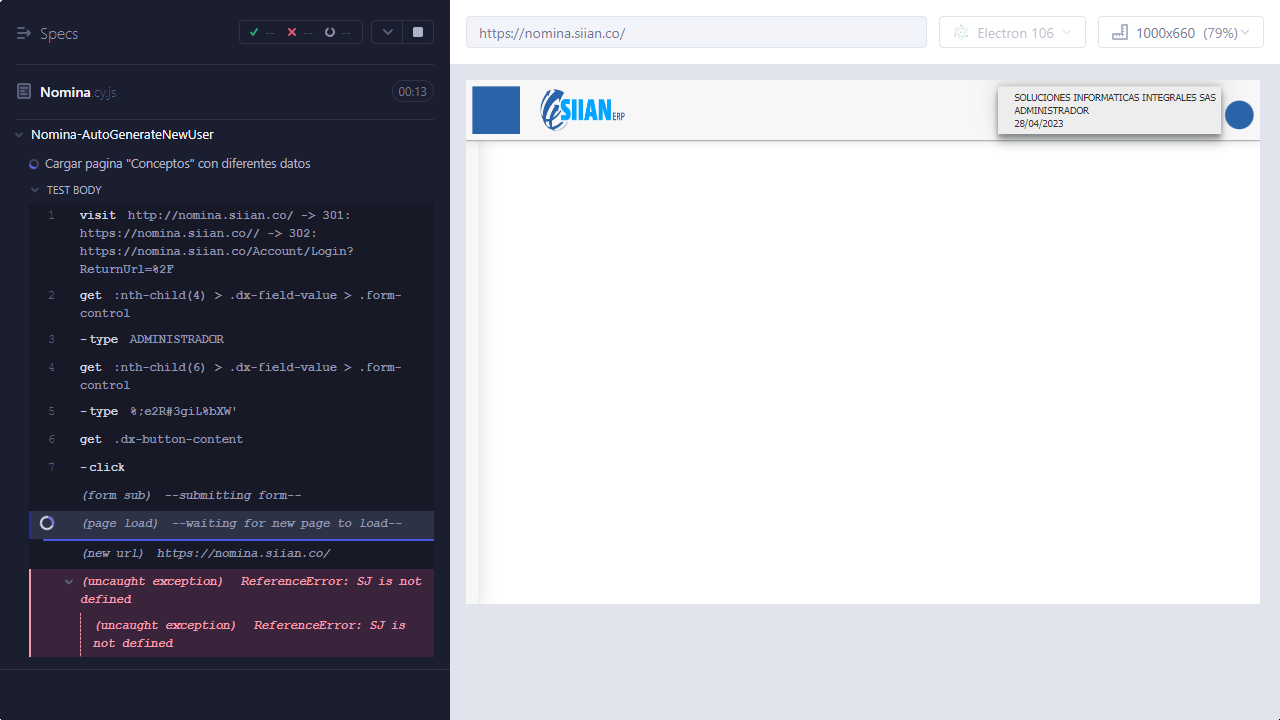 Specs
-- -- --
Nomina.cy.js
00:13
Nomina-AutoGenerateNewUser
Cargar pagina "Conceptos" con diferentes datos
TEST BODY
1 visit http://nomina.siian.co/ -> 301:
https://nomina.siian.co// -> 302:
https://nomina.siian.co/Account/Login?
ReturnUrl=%2F
2 get :nth-child(4) > .dx-field-value > .form-
control
3 -type ADMINISTRADOR
4 get :nth-child(6) > .dx-field-value > .form-
control
5 -type %;e2R#3giL%bXW'
6 get .dx-button-content
7 -click
(form sub) --submitting form--
(page load) --waiting for new page to load--
(new url) https://nomina.siian.co/
(uncaught exception) ReferenceError: SJ is not
defined
(uncaught exception) ReferenceError: SJ is
not defined
https://nomina.siian.co/
Electron 106
1000x660 (79%)
SIIAN ERP
SOLUCIONES INFORMATICAS INTEGRALES SAS
ADMINISTRADOR
28/04/2023